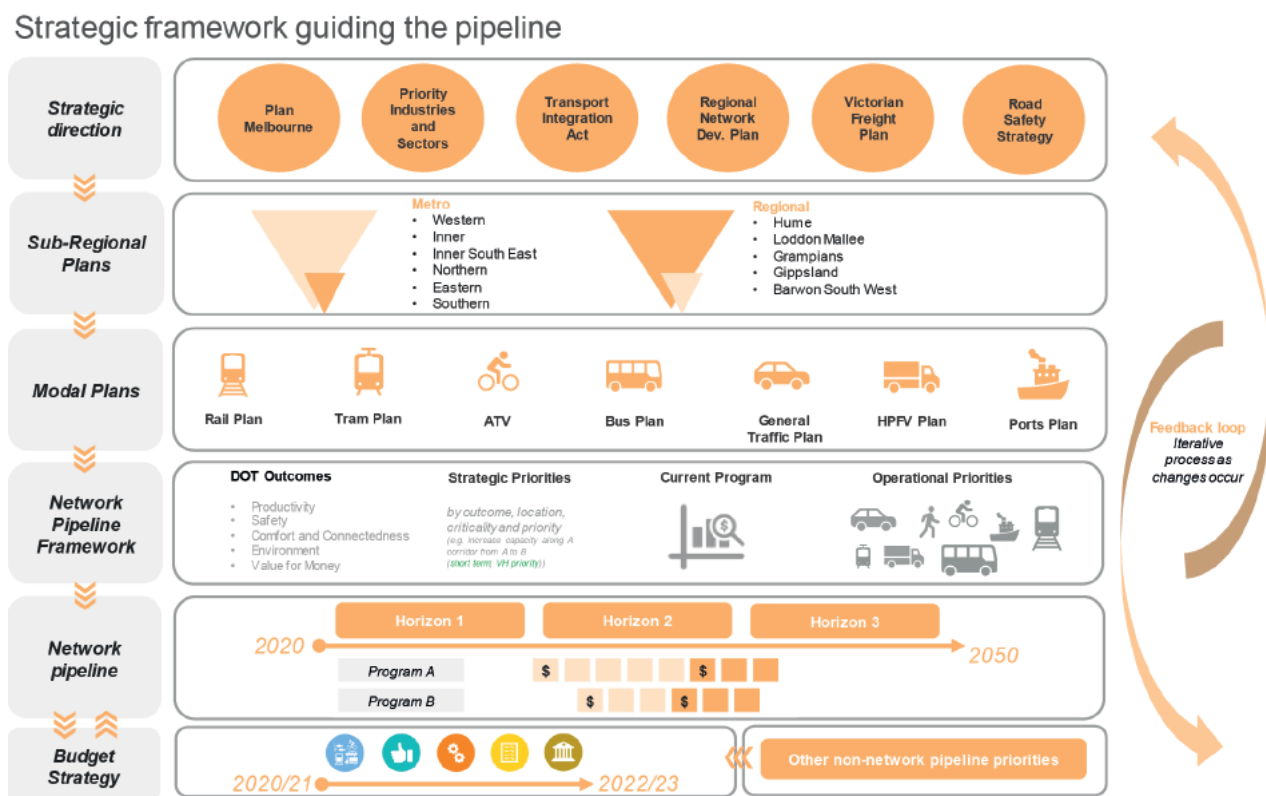 Strategic framework guiding the pipeline
Strategic
direction
Plan
Melbourne
Priority
Industries
and
Sectors
Transport
Integration
Act
Regional
Network
Dev. Plan
Victorian
Freight
Plan
Road
Safety
Strategy
Sub-Regional
Plans
Metro
• Western
• Inner
• Inner South East
• Northern
• Eastern
• Southern
Regional
• Hume
• Loddon Mallee
• Grampians
• Gippsland
• Barwon South West
Modal Plans
Rail Plan
Tram Plan
ATV
Bus Plan
General
Traffic Plan
HPFV Plan
Ports Plan
Feedback loop
Iterative
process as
changes occur
Network
Pipeline
Framework
DOT Outcomes
• Productivity
• Safety
• Comfort and Connectedness
• Environment
• Value for Money
Strategic Priorities
by outcome, location,
criticality and priority
(e.g. Increase capacity along A
corridor from A to B
(short term, VH priority))
Current Program
$
Operational Priorities
Network
pipeline
Horizon 1
Horizon 2
Horizon 3
2020
2050
Program A
$ $
Program B
$ $
Budget
Strategy
2020/21
2022/23
Other non-network pipeline priorities